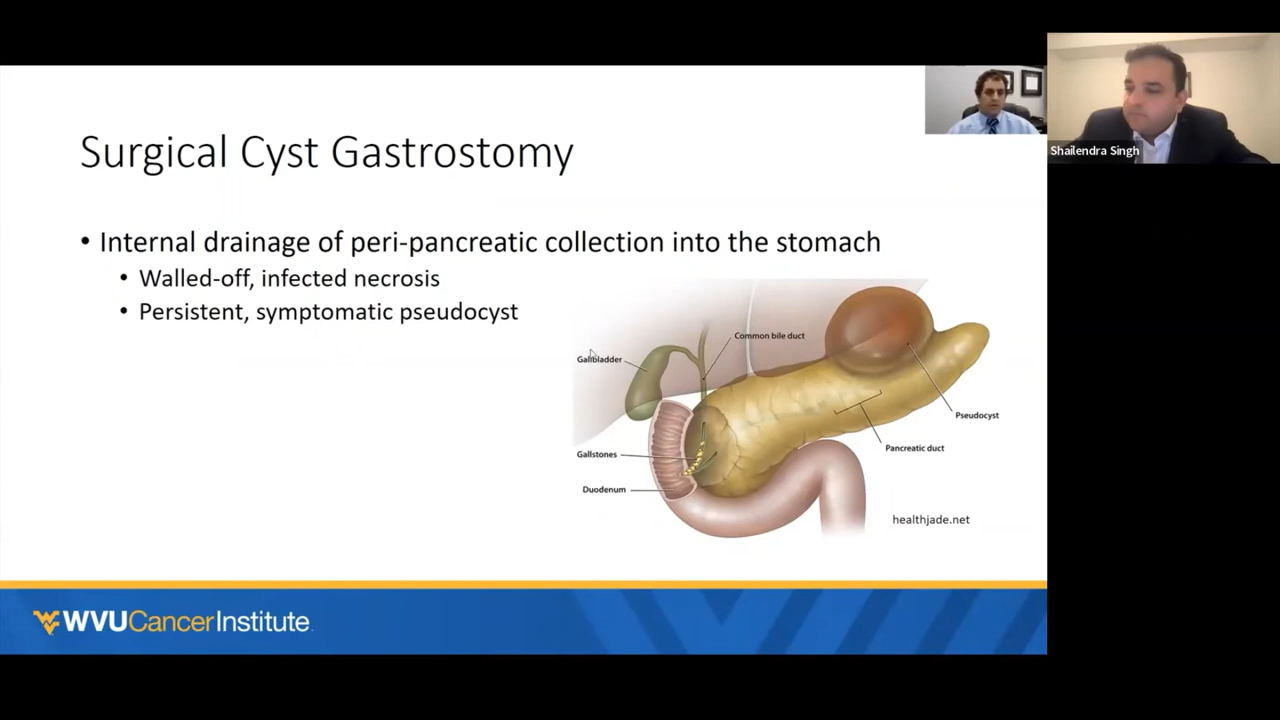 Surgical Cyst Gastrostomy
• Internal drainage of peri-pancreatic collection into the stomach
• Walled-off, infected necrosis
• Persistent, symptomatic pseudocyst
Common bile duct
Gallbladder
Pseudocyst
Pancreatic duct
Gallstones
Duodenum
healthjade.net
WVUCancerInstitute
Shailendra Singh